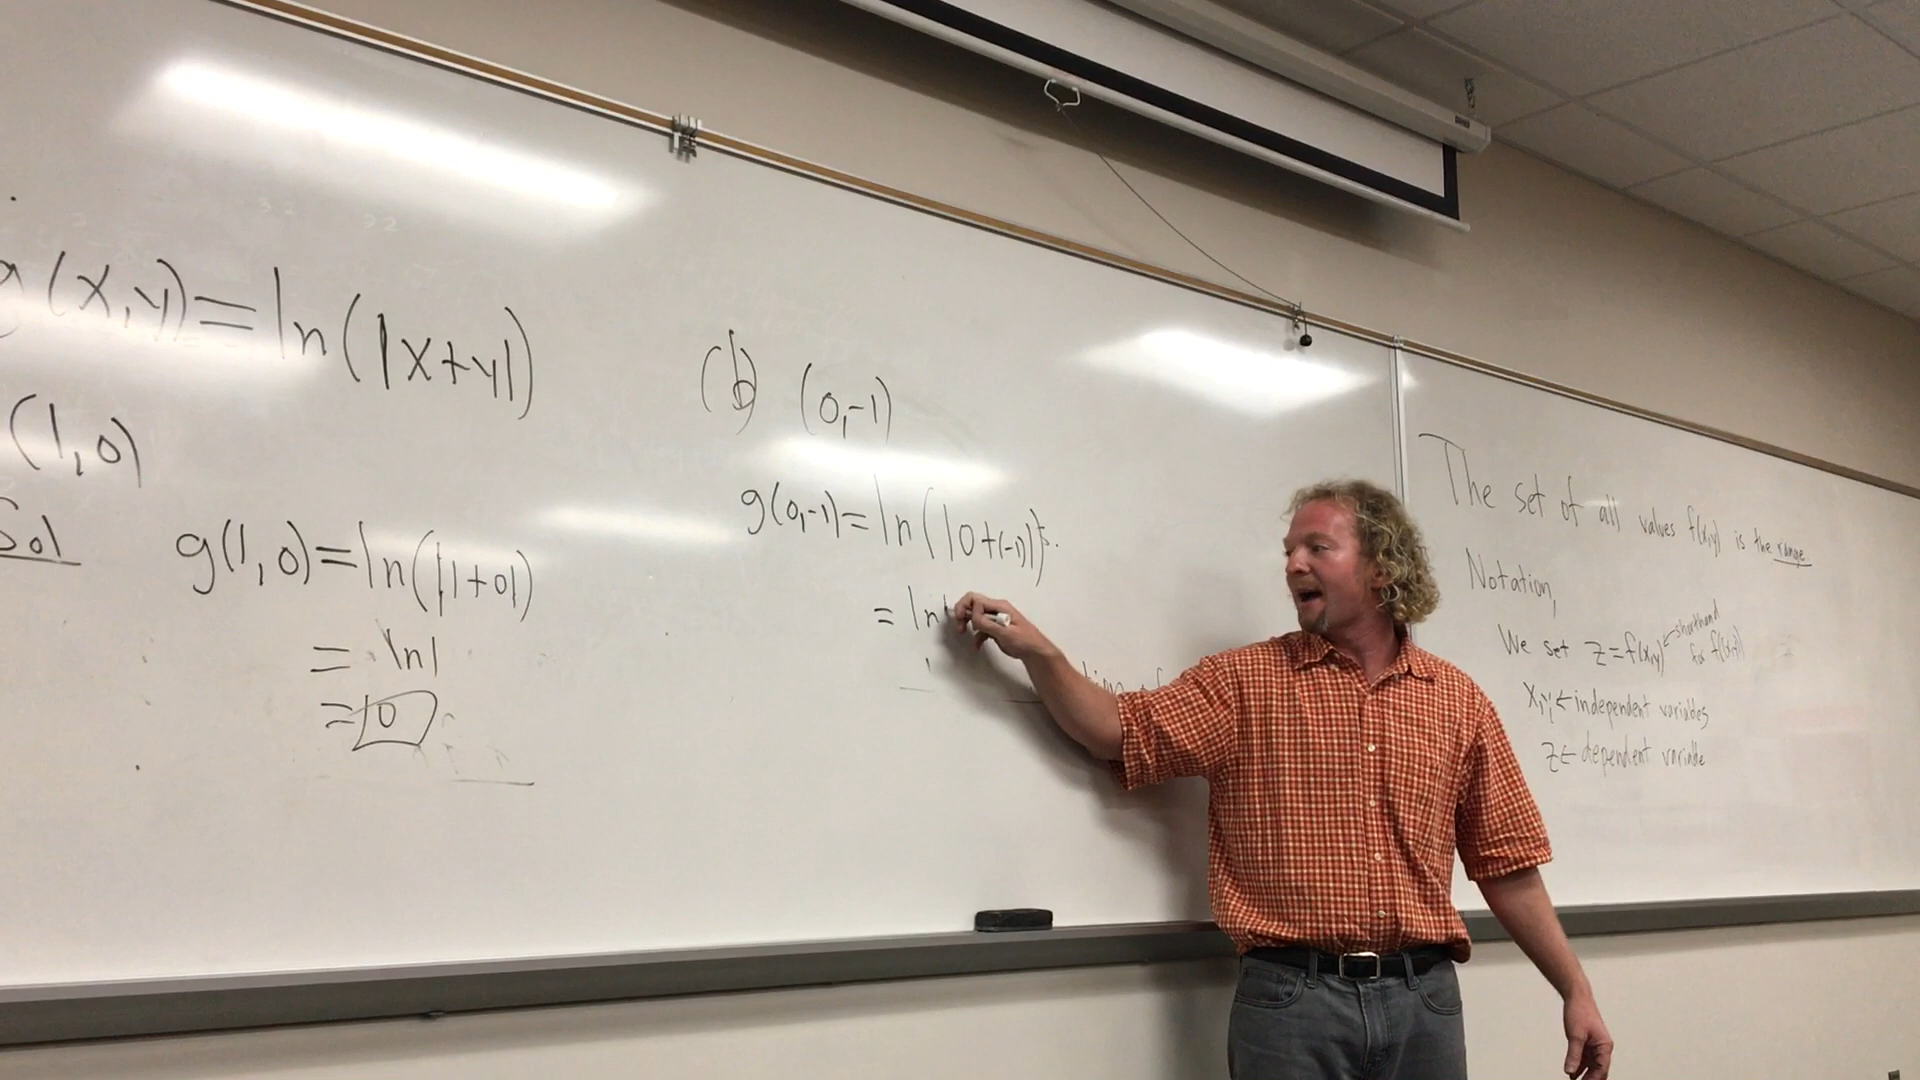 g(x,y)=ln(|x+y|)
(1,0)
Sol
g(1,0)=ln(|1+0|)
= ln1
= 0
(b) (0,-1)
g(0,-1)=ln(|0+(-1)|)
= ln
The set of all values f(x,y) is the range
Notation,
We set z=f(x,y) ← shorthand for f(x,y)
x,y ← independent variables
z ← dependent variable